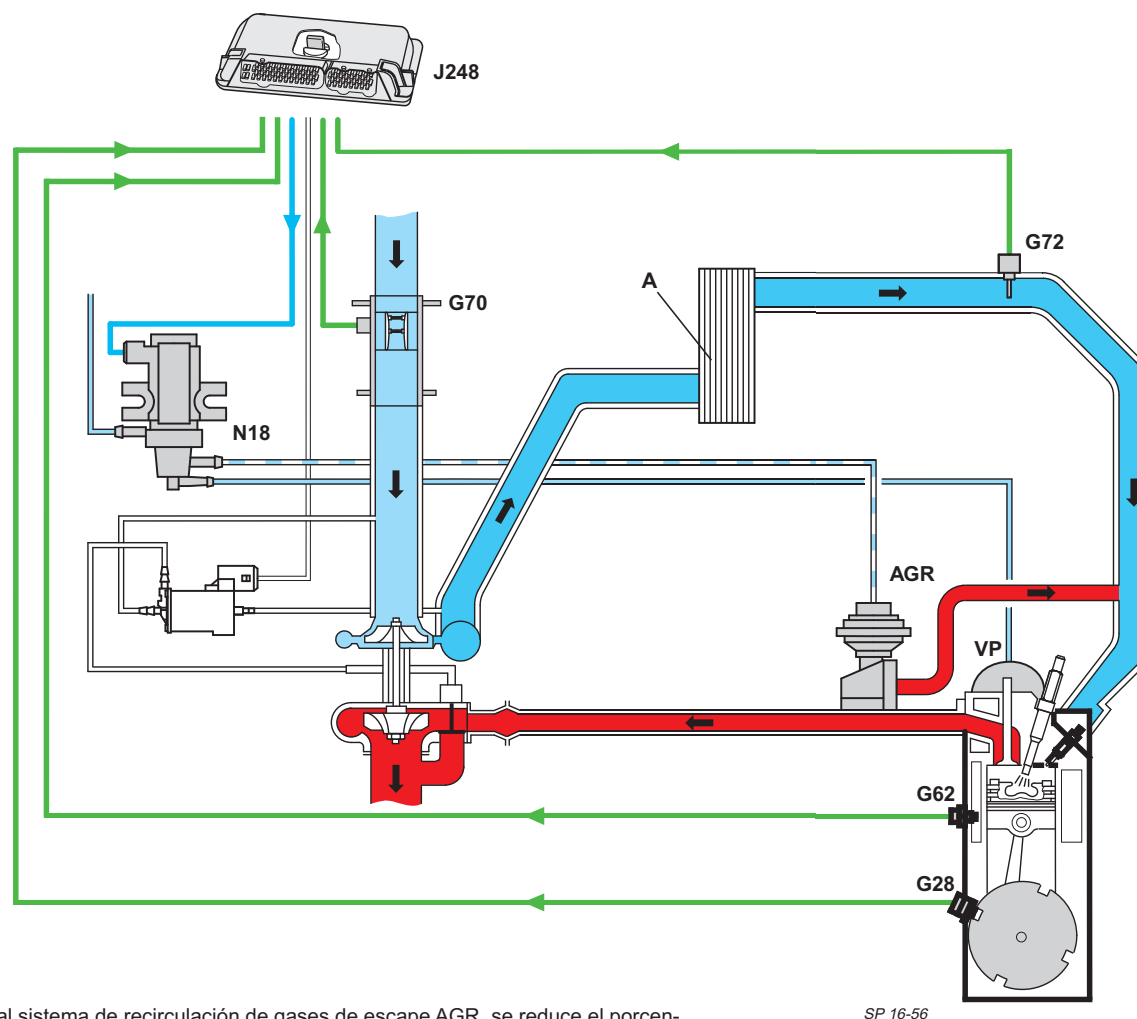 J248
G72
A
G70
N18
AGR
VP
G62
G28
al sistema de recirculación de gases de escape AGR, se reduce el porcen-
SP 16-56